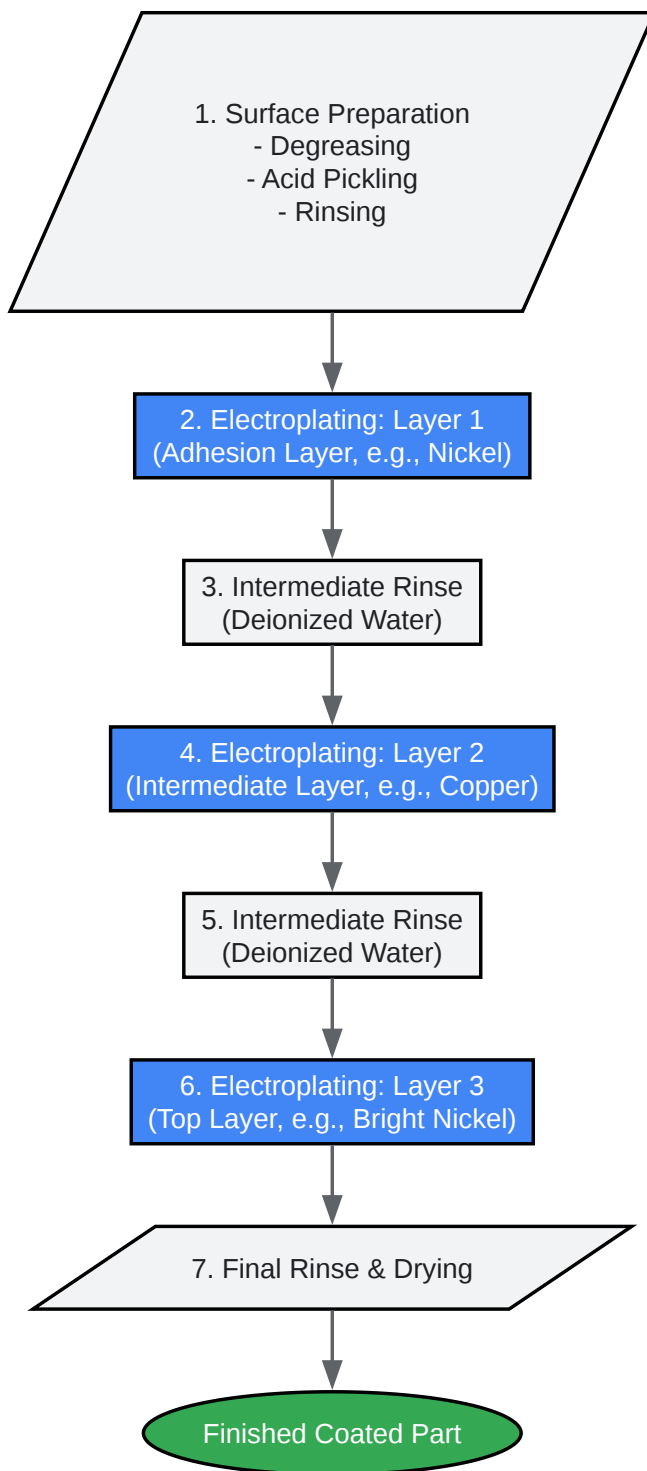 1. Surface Preparation
- Degreasing
- Acid Pickling
- Rinsing
2. Electroplating: Layer 1
(Adhesion Layer, e.g., Nickel)
3. Intermediate Rinse
(Deionized Water)
4. Electroplating: Layer 2
(Intermediate Layer, e.g., Copper)
5. Intermediate Rinse
(Deionized Water)
6. Electroplating: Layer 3
(Top Layer, e.g., Bright Nickel)
7. Final Rinse & Drying
Finished Coated Part